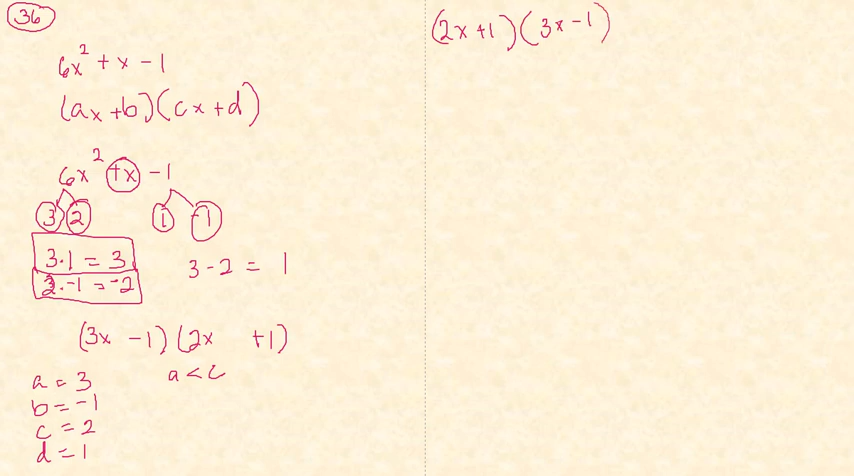 36
6x² + x - 1
(ax + b)(cx + d)
6x² + x - 1
3 2 1 -1
3·1 = 3
2·-1 = -2
3 - 2 = 1
(3x - 1)(2x + 1)
a < c
a = 3
b = -1
c = 2
d = 1
(2x + 1)(3x - 1)